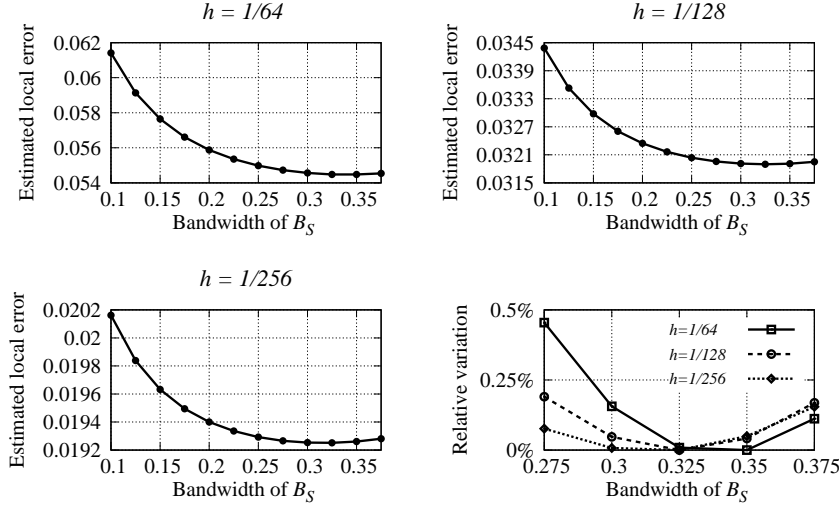 h = 1/64
Estimated local error
0.062
0.06
0.058
0.056
0.054
0.1 0.15 0.2 0.25 0.3 0.35
Bandwidth of B_S
h = 1/128
Estimated local error
0.0345
0.0339
0.0333
0.0327
0.0321
0.0315
0.1 0.15 0.2 0.25 0.3 0.35
Bandwidth of B_S
h = 1/256
Estimated local error
0.0202
0.02
0.0198
0.0196
0.0194
0.0192
0.1 0.15 0.2 0.25 0.3 0.35
Bandwidth of B_S
Relative variation
0.5%
0.25%
0%
h=1/64
h=1/128
h=1/256
0.275 0.3 0.325 0.35 0.375
Bandwidth of B_S